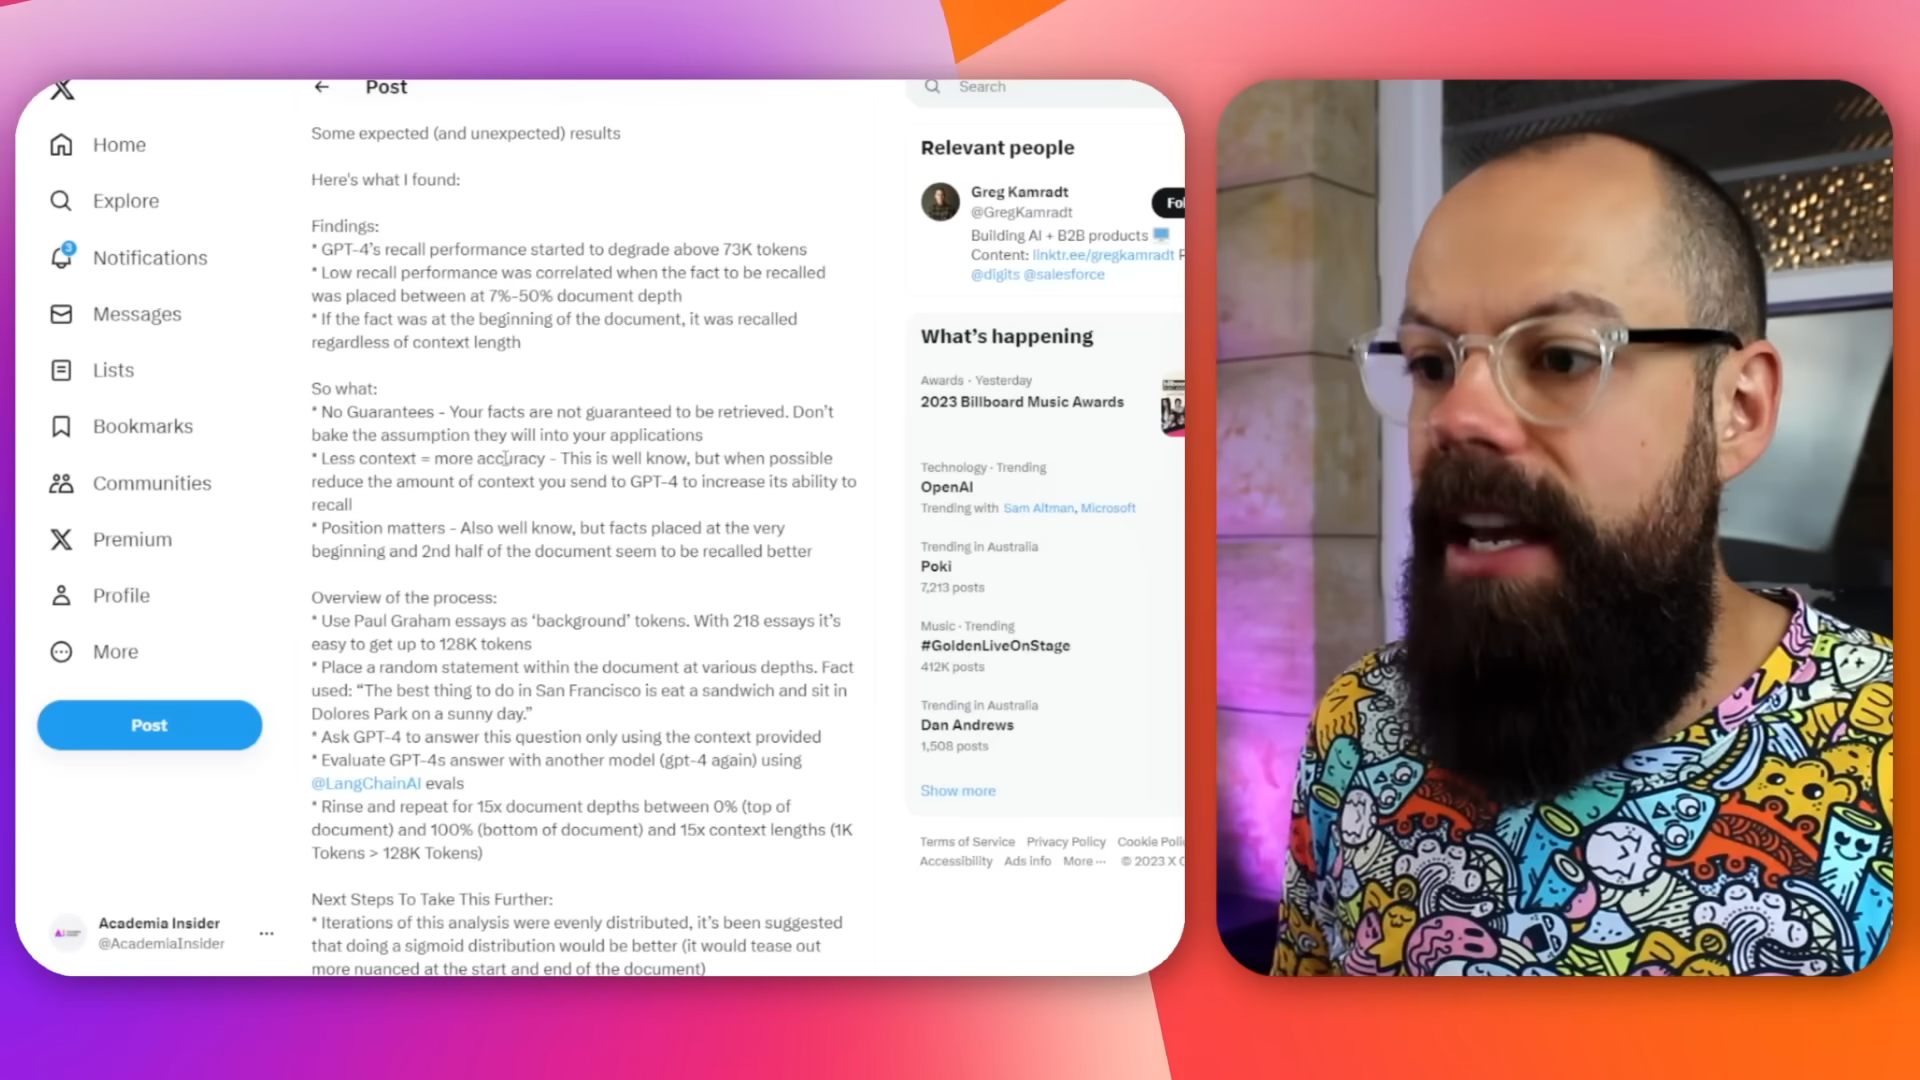 Home
Explore
3
Notifications
Messages
Lists
Bookmarks
Communities
Premium
Profile
More
Post
Academia Insider
@AcademiaInsider
Post
Some expected (and unexpected) results
Here's what I found:
Findings:
* GPT-4's recall performance started to degrade above 73K tokens
* Low recall performance was correlated when the fact to be recalled
was placed between at 7%-50% document depth
* If the fact was at the beginning of the document, it was recalled
regardless of context length
So what:
* No Guarantees - Your facts are not guaranteed to be retrieved. Don't
bake the assumption they will into your applications
* Less context = more accuracy - This is well know, but when possible
reduce the amount of context you send to GPT-4 to increase its ability to
recall
* Position matters - Also well know, but facts placed at the very
beginning and 2nd half of the document seem to be recalled better
Overview of the process:
* Use Paul Graham essays as 'background' tokens. With 218 essays it's
easy to get up to 128K tokens
* Place a random statement within the document at various depths. Fact
used: "The best thing to do in San Francisco is eat a sandwich and sit in
Dolores Park on a sunny day."
* Ask GPT-4 to answer this question only using the context provided
* Evaluate GPT-4s answer with another model (gpt-4 again) using
@LangChainAI evals
* Rinse and repeat for 15x document depths between 0% (top of
document) and 100% (bottom of document) and 15x context lengths (1K
Tokens > 128K Tokens)
Next Steps To Take This Further:
* Iterations of this analysis were evenly distributed, it's been suggested
that doing a sigmoid distribution would be better (it would tease out
more nuanced at the start and end of the document)
Search
Relevant people
Greg Kamradt
@GregKamradt
Fol
Building AI + B2B products
Content: linktr.ee/gregkamradt
@digits @salesforce
What's happening
Awards · Yesterday
2023 Billboard Music Awards
Technology · Trending
OpenAI
Trending with Sam Altman, Microsoft
Trending in Australia
Poki
7,213 posts
Music · Trending
#GoldenLiveOnStage
412K posts
Trending in Australia
Dan Andrews
1,508 posts
Show more
Terms of Service Privacy Policy Cookie Poli
Accessibility Ads info More ··· © 2023 X C